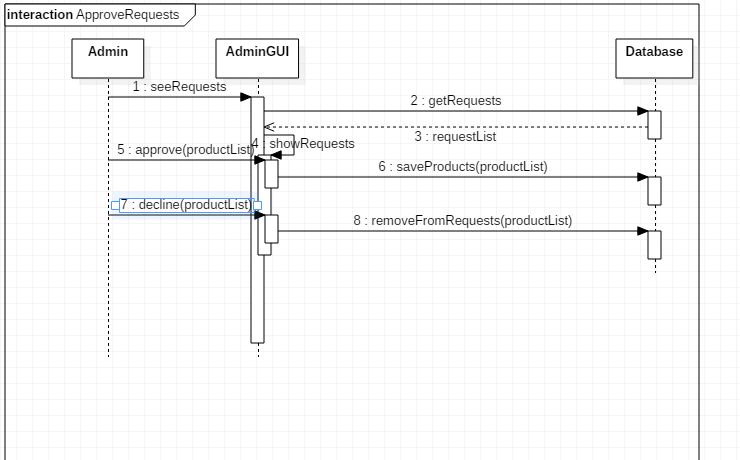 interaction ApproveRequests
Admin
AdminGUI
Database
1 : seeRequests
2 : getRequests
3 : requestList
4 : showRequests
5 : approve(productList)
6 : saveProducts(productList)
7 : decline(productList)
8 : removeFromRequests(productList)